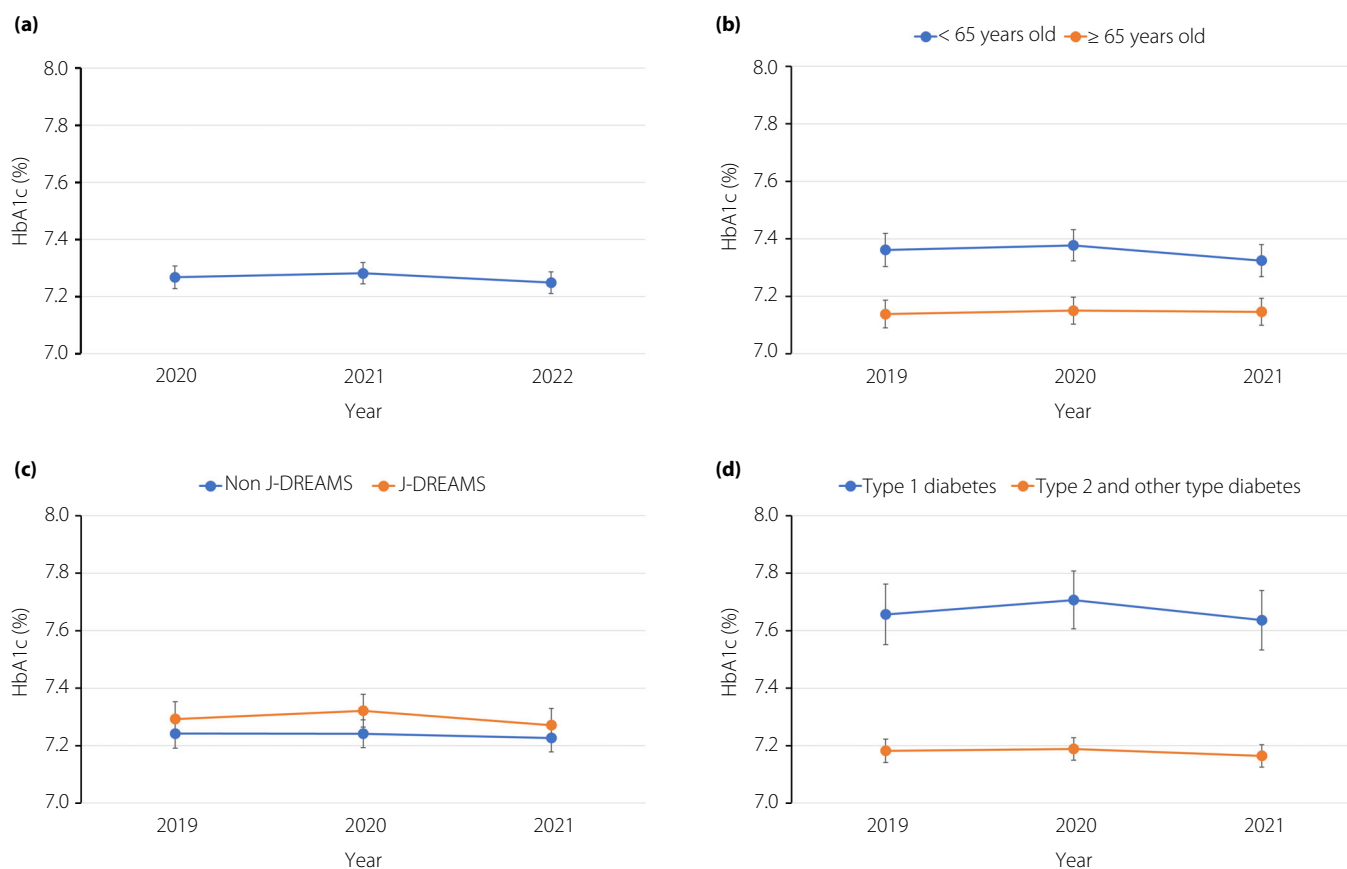 (a)
8.0
7.8
7.6
7.4
7.2
7.0
HbA1c (%)
2020 2021 2022
Year
(b)
< 65 years old ≥ 65 years old
8.0
7.8
7.6
7.4
7.2
7.0
HbA1c (%)
2019 2020 2021
Year
(c)
Non J-DREAMS J-DREAMS
8.0
7.8
7.6
7.4
7.2
7.0
HbA1c (%)
2019 2020 2021
Year
(d)
Type 1 diabetes Type 2 and other type diabetes
8.0
7.8
7.6
7.4
7.2
7.0
HbA1c (%)
2019 2020 2021
Year